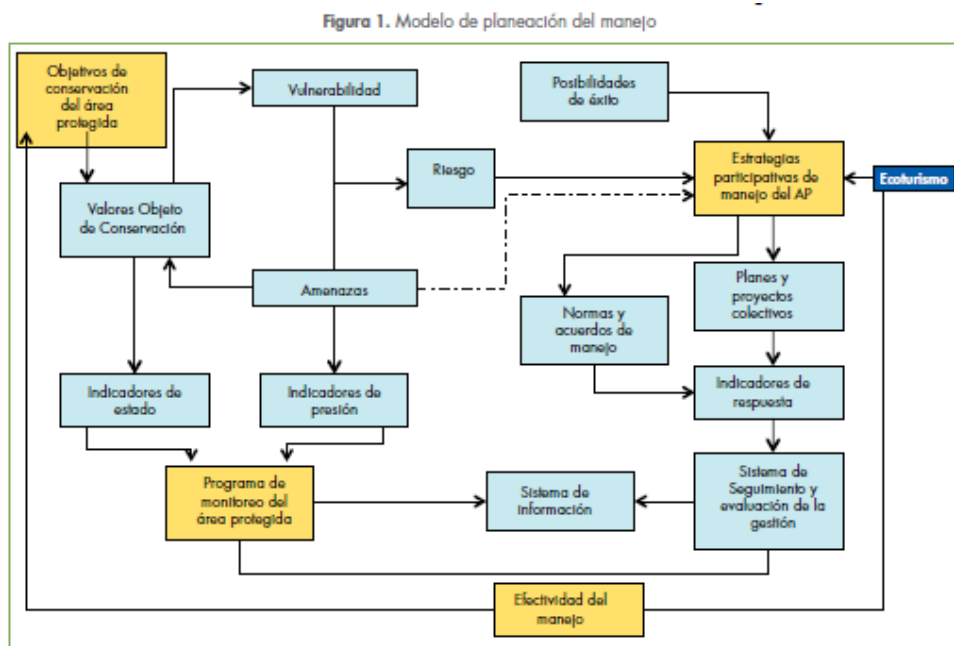 Figura 1. Modelo de planeación del manejo
Objetivos de
conservación
del área
protegida
Vulnerabilidad
Posibilidades
de éxito
Riesgo
Estrategias
participativas de
manejo del AP
Ecoturismo
Valores Objeto
de Conservación
Amenazas
Planes y
proyectos
colectivos
Normas y
acuerdos de
manejo
Indicadores de
estado
Indicadores de
presión
Indicadores de
respuesta
Programa de
monitoreo del
área protegida
Sistema de
información
Sistema de
Seguimiento y
evaluación de la
gestión
Efectividad del
manejo